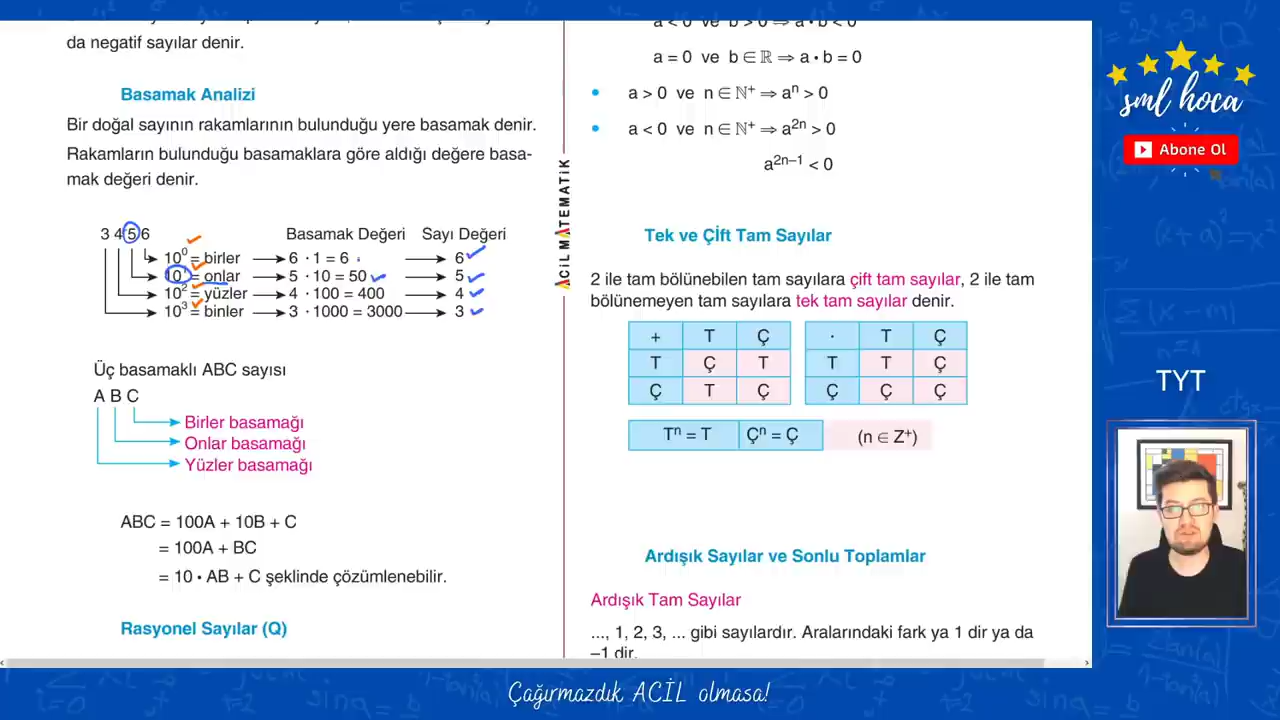 da negatif sayılar denir.
Basamak Analizi
Bir doğal sayının rakamlarının bulunduğu yere basamak denir.
Rakamların bulunduğu basamaklara göre aldığı değere basa-
mak değeri denir.
3 4 5 6 Basamak Değeri Sayı Değeri
10⁰ = birler 6 · 1 = 6 6
10¹ = onlar 5 · 10 = 50 5
10² = yüzler 4 · 100 = 400 4
10³ = binler 3 · 1000 = 3000 3
Üç basamaklı ABC sayısı
A B C
Birler basamağı
Onlar basamağı
Yüzler basamağı
ABC = 100A + 10B + C
= 100A + BC
= 10 • AB + C şeklinde çözümlenebilir.
Rasyonel Sayılar (Q)
ACİL MATEMATİK
a < 0 ve b > 0 ⇒ a • b < 0
a = 0 ve b ∈ ℝ ⇒ a • b = 0
• a > 0 ve n ∈ ℕ⁺ ⇒ aⁿ > 0
• a < 0 ve n ∈ ℕ⁺ ⇒ a²ⁿ > 0
a²ⁿ⁻¹ < 0
Tek ve Çİft Tam Sayılar
2 ile tam bölünebilen tam sayılara çift tam sayılar, 2 ile tam
bölünemeyen tam sayılara tek tam sayılar denir.
+ T Ç · T Ç
T Ç T T T Ç
Ç T Ç Ç Ç Ç
Tⁿ = T Çⁿ = Ç (n ∈ Z⁺)
Ardışık Sayılar ve Sonlu Toplamlar
Ardışık Tam Sayılar
..., 1, 2, 3, ... gibi sayılardır. Aralarındaki fark ya 1 dir ya da
–1 dir.
sml hoca
Abone Ol
TYT
Çağırmazdık ACİL olmasa!